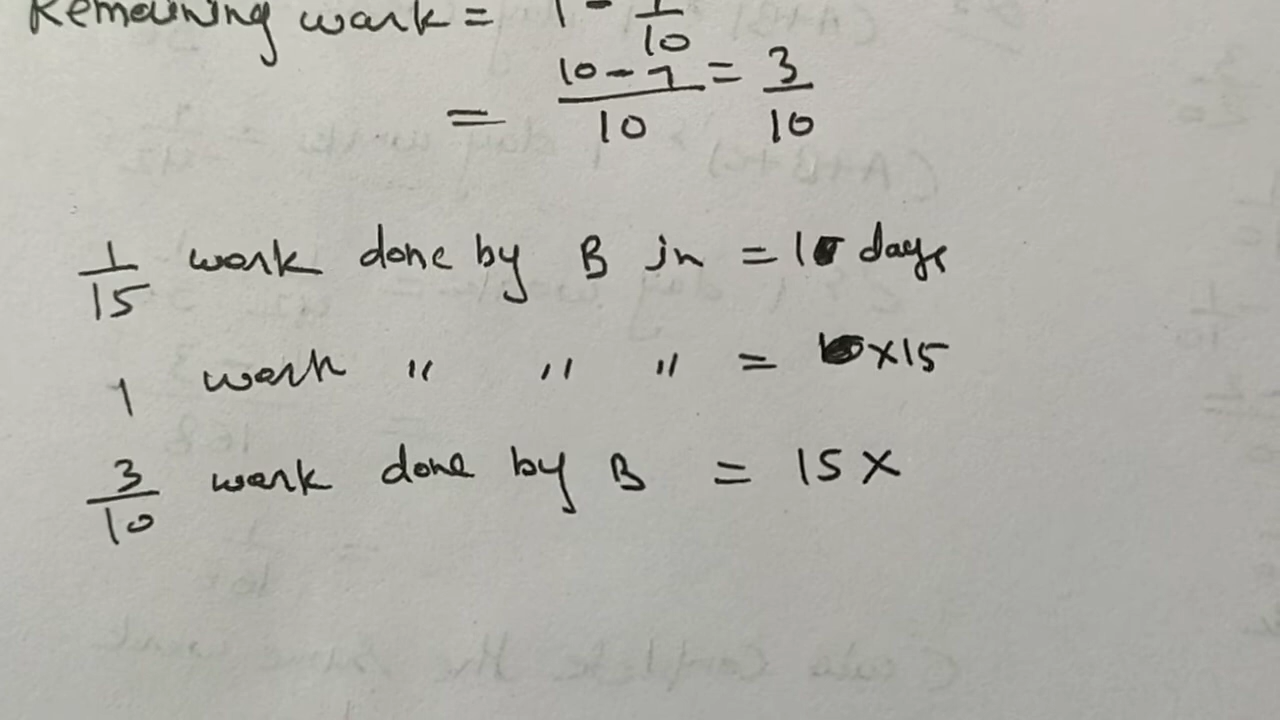 Remaining work = 1 - 7/10
= 10-7/10 = 3/10
1/15 work done by B in = 1 days
1 work " " " = x15
3/10 work done by B = 15 x